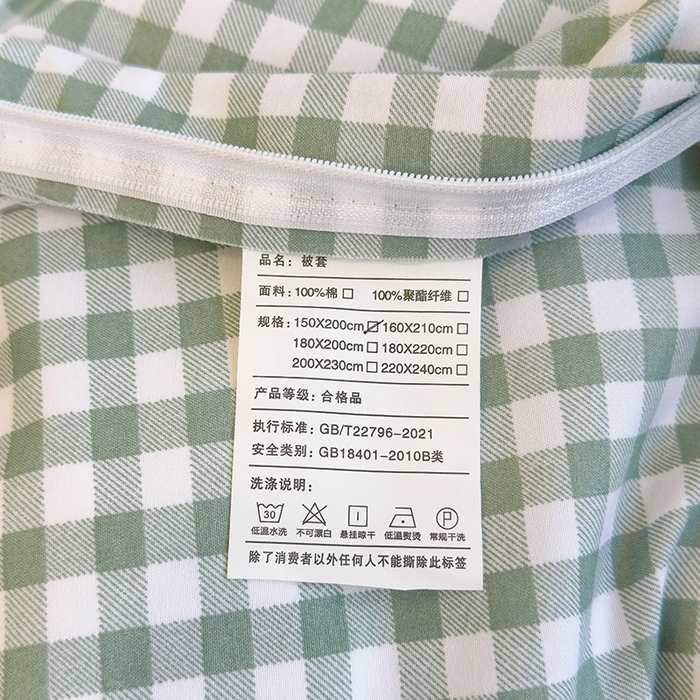 品名：被套
面料：100%棉□ 100%聚酯纤维□
规格：150X200cm☑160X210cm□
180X200cm□180X220cm□
200X230cm□220X240cm□
产品等级：合格品
执行标准：GB/T22796-2021
安全类别：GB18401-2010B类
洗涤说明：
30 P
低温水洗 不可漂白 悬挂晾干 低温熨烫 常规干洗
除了消费者以外任何人不能撕除此标签